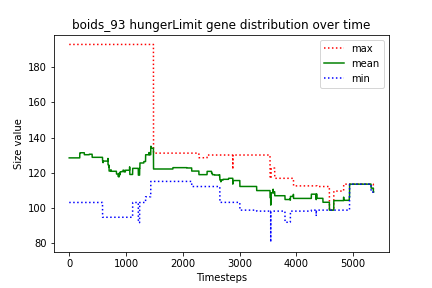 boids_93 hungerLimit gene distribution over time
max
mean
min
Size value
180
160
140
120
100
80
0 1000 2000 3000 4000 5000
Timesteps